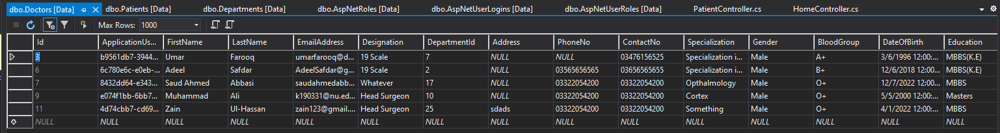 dbo.Doctors [Data] dbo.Patients [Data] dbo.Departments [Data] dbo.AspNetRoles [Data] dbo.AspNetUserLogins [Data] dbo.AspNetUserRoles [Data] PatientController.cs HomeController.cs
Max Rows: 1000
Id ApplicationUs... FirstName LastName EmailAddress Designation DepartmentId Address PhoneNo ContactNo Specialization Gender BloodGroup DateOfBirth Education
3 b9561db7-3944... Umar Farooq umarfarooq@d... 19 Scale 7 NULL NULL 03476156525 Specialization i... Male A+ 3/6/1996 12:00:... MBBS(K.E)
6 6c780e6c-e0eb-... Adeel Safdar AdeelSafdar@g... 19 Scale 2 NULL 03565656565 03656565655 Specialization i... Male B+ 12/6/2018 12:00... MBBS(K.E)
7 8432dd64-e343... Saud Ahmed Abbasi saudahmedabb... Whatever 17 NULL 03322054200 03322054200 Opthalmology Male O+ 12/7/2022 12:00... MBBS
9 e074f1bb-6bb7... Muhammad Ali k190331@nu.ed... Head Surgeon 10 NULL 03322054200 03322054200 Cortex Male O+ 5/5/2000 12:00:... Masters
11 4d74cbb7-cd69... Zain Ul-Hassan zain123@gmail.... Head Surgeon 25 sdads 03322054200 03322054200 Something Male O+ 4/1/2022 12:00:... MBBS
NULL NULL NULL NULL NULL NULL NULL NULL NULL NULL NULL NULL NULL NULL NULL